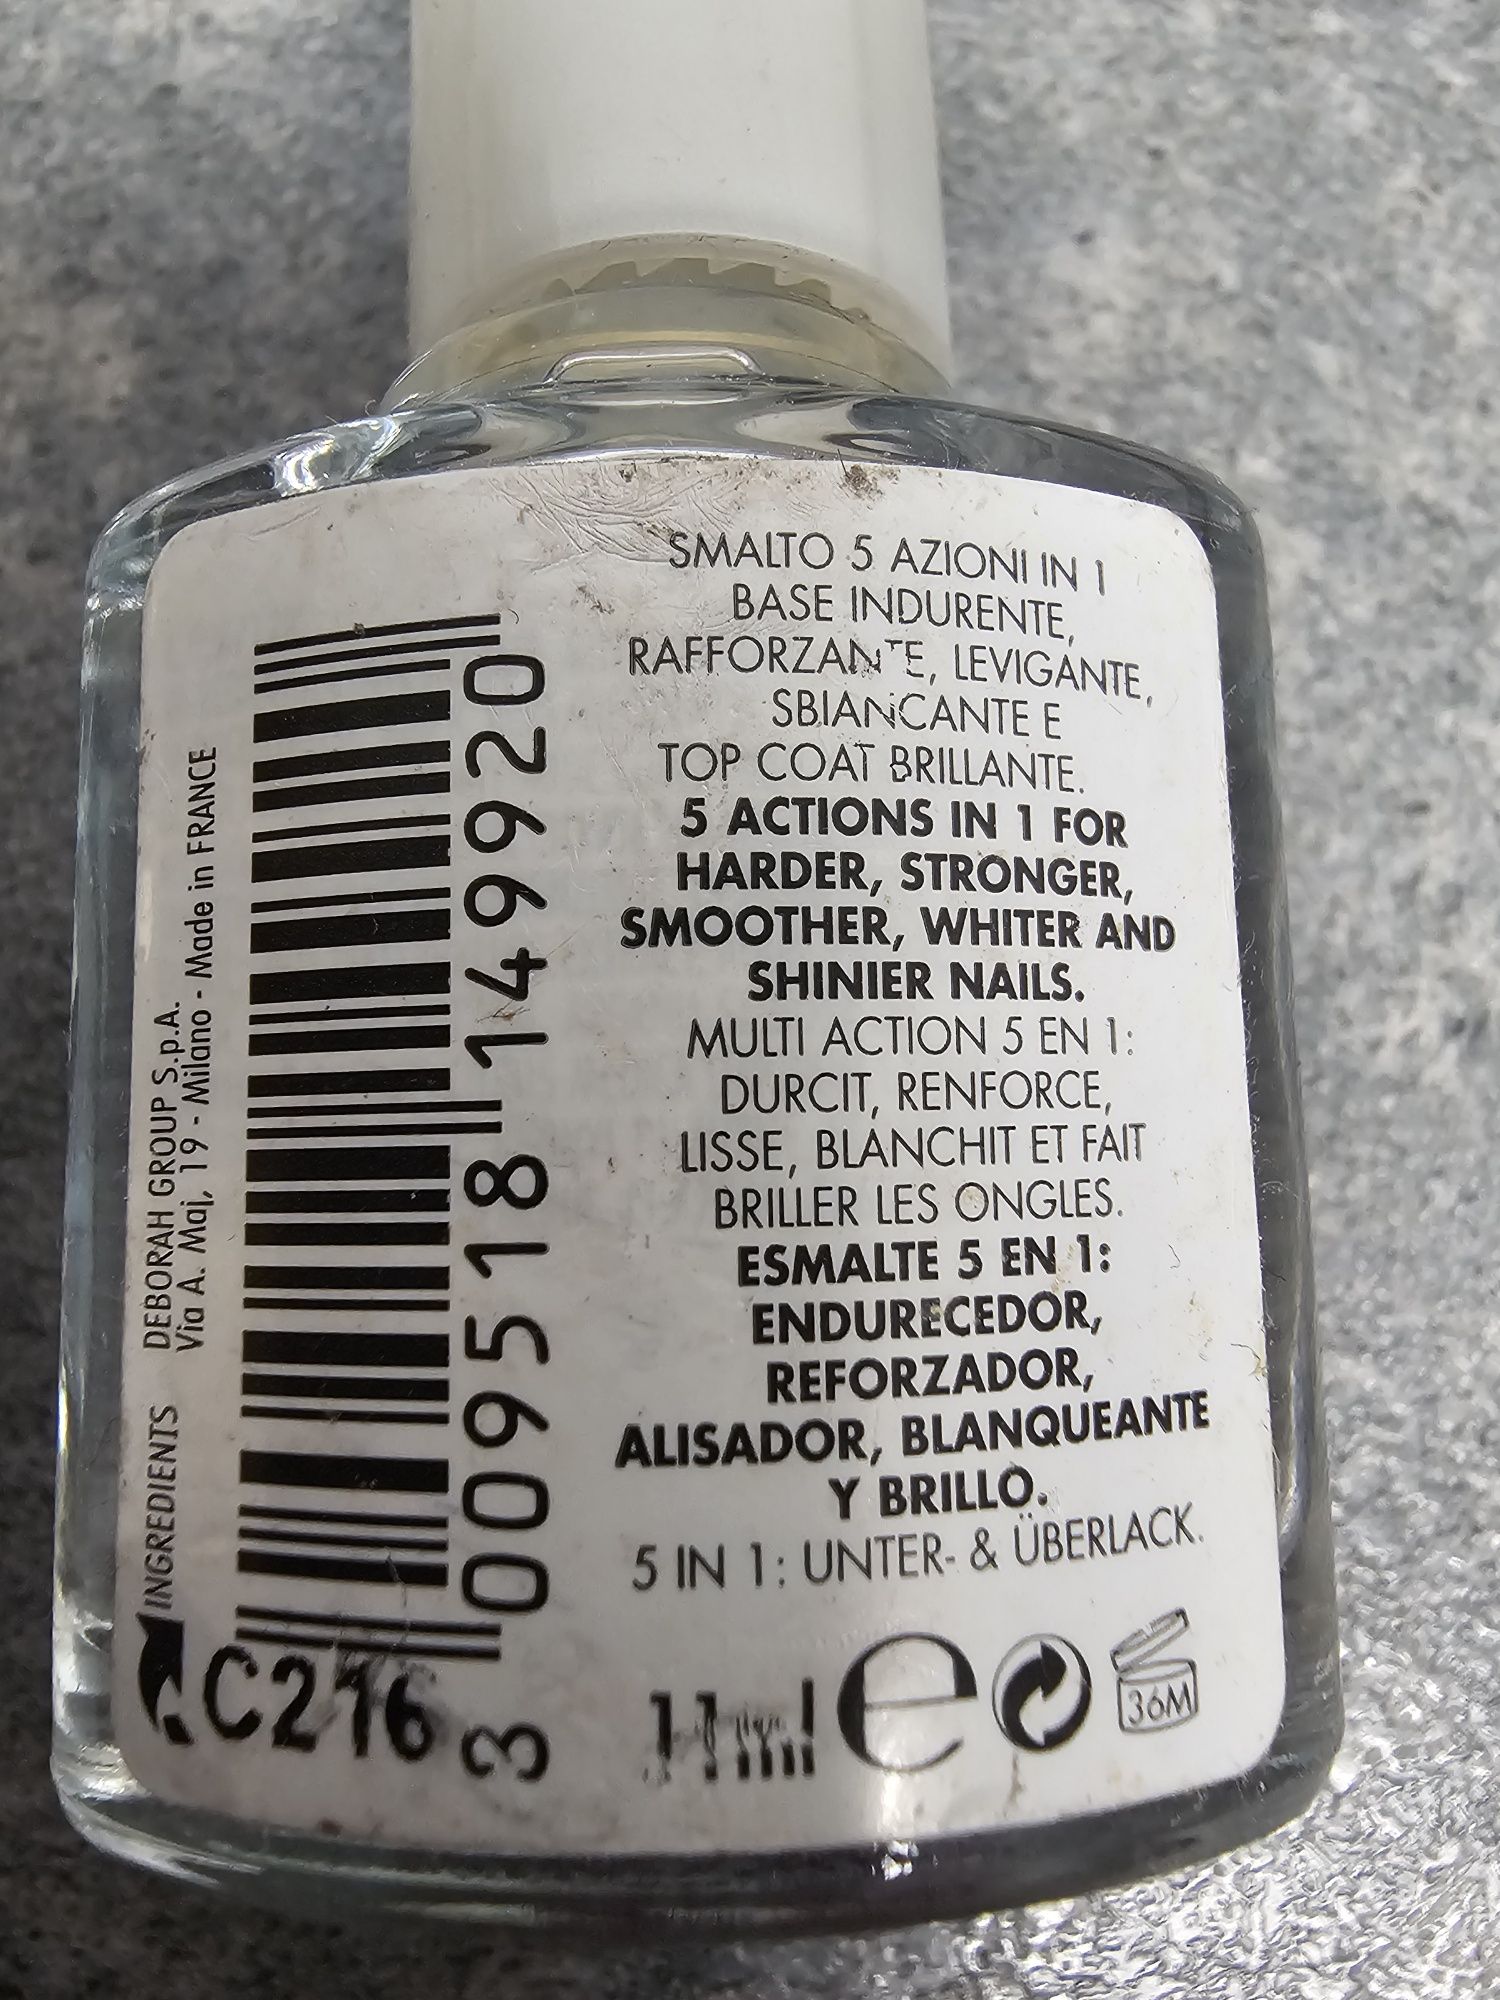 SMALTO 5 AZIONI IN 1
BASE INDURENTE,
RAFFORZANTE, LEVIGANTE,
SBIANCANTE E
TOP COAT BRILLANTE.
5 ACTIONS IN 1 FOR
HARDER, STRONGER,
SMOOTHER, WHITER AND
SHINIER NAILS.
MULTI ACTION 5 EN 1:
DURCIT, RENFORCE,
LISSE, BLANCHIT ET FAIT
BRILLER LES ONGLES.
ESMALTE 5 EN 1:
ENDURECEDOR,
REFORZADOR,
ALISADOR, BLANQUEANTE
Y BRILLO.
5 IN 1: UNTER- & ÜBERLACK.
11ml e 36M
INGREDIENTS
DEBORAH GROUP S.p.A.
Via A. Maj, 19 - Milano - Made in FRANCE
3 009518 149920
C216